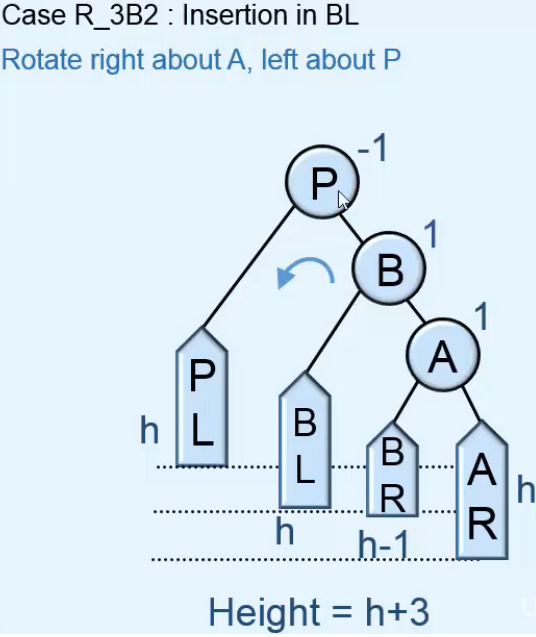 Case R_3B2 : Insertion in BL
Rotate right about A, left about P
-1
P
1
B
1
A
P
L
h
B
L
h
B
R
h-1
A
R
h
Height = h+3